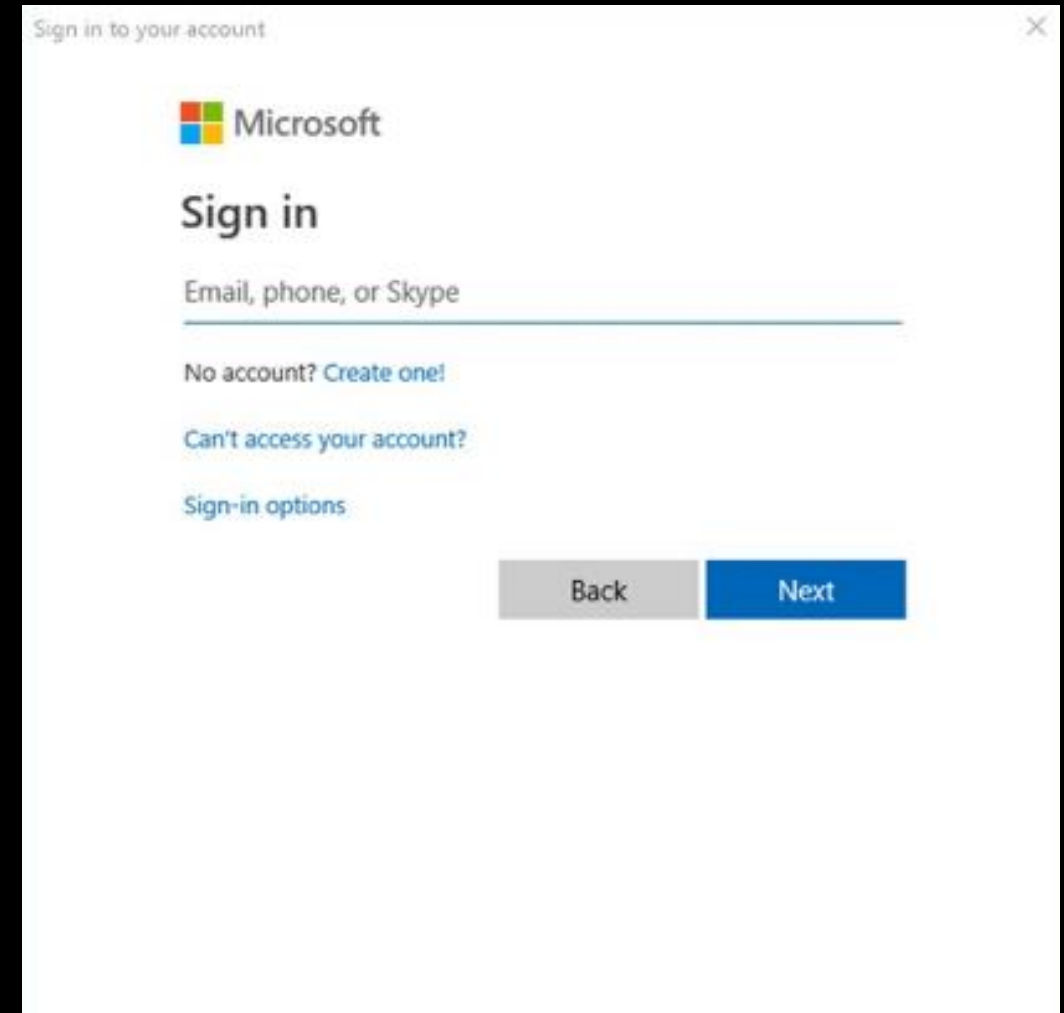 Sign in to your account
Microsoft
Sign in
Email, phone, or Skype
No account? Create one!
Can't access your account?
Sign-in options
Back Next